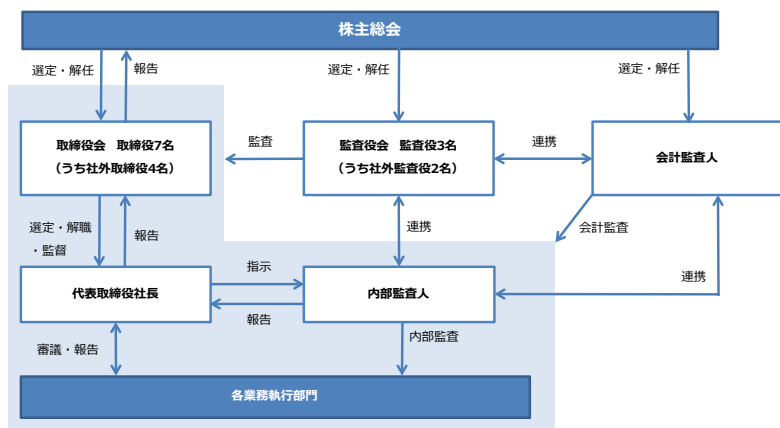 株主総会
選定・解任
報告
選定・解任
選定・解任
取締役会　取締役7名
（うち社外取締役4名）
監査
監査役会　監査役3名
（うち社外監査役2名）
連携
会計監査人
選定・解職
・監督
報告
連携
会計監査
指示
連携
代表取締役社長
内部監査人
報告
審議・報告
内部監査
各業務執行部門